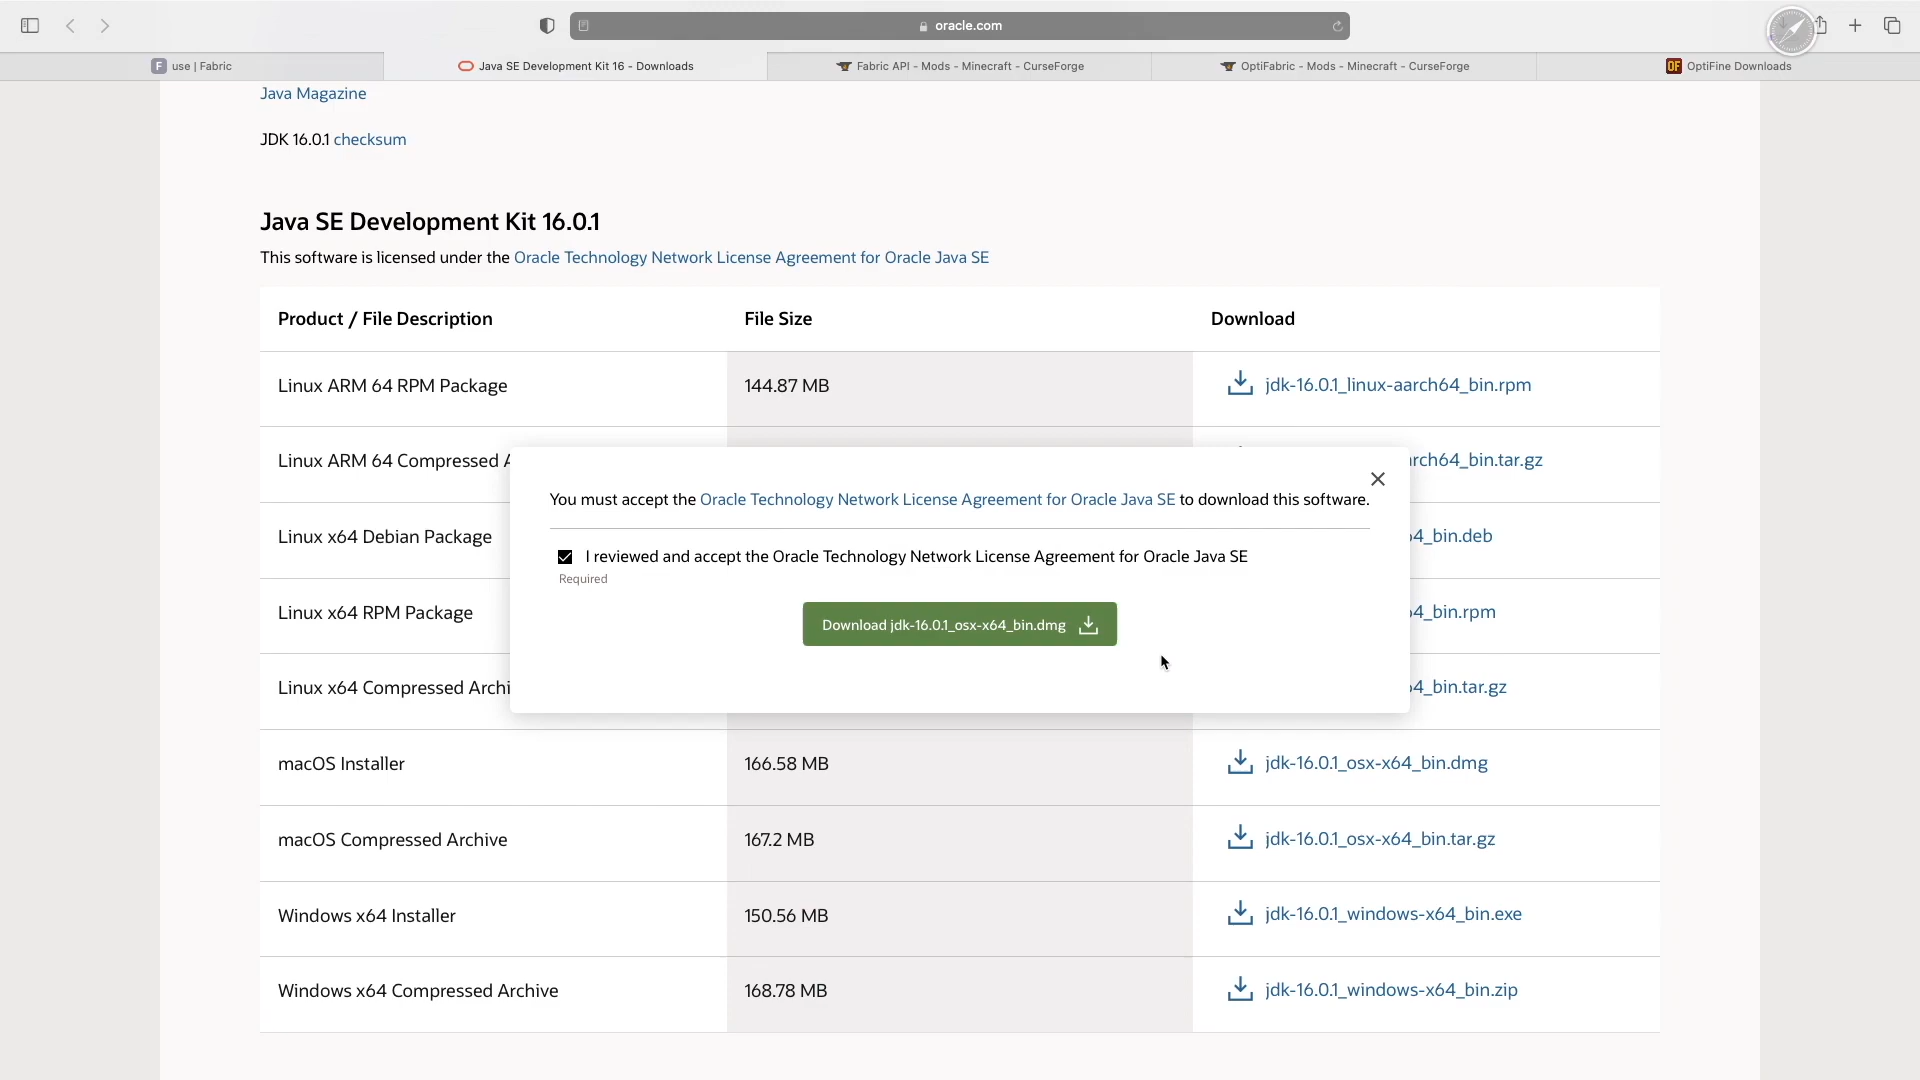 oracle.com
F use | Fabric
Java SE Development Kit 16 - Downloads
Fabric API - Mods - Minecraft - CurseForge
OptiFabric - Mods - Minecraft - CurseForge
OF OptiFine Downloads
Java Magazine
JDK 16.0.1 checksum
Java SE Development Kit 16.0.1
This software is licensed under the Oracle Technology Network License Agreement for Oracle Java SE
Product / File Description File Size Download
Linux ARM 64 RPM Package 144.87 MB jdk-16.0.1_linux-aarch64_bin.rpm
Linux ARM 64 Compressed rch64_bin.tar.gz
You must accept the Oracle Technology Network License Agreement for Oracle Java SE to download this software.
Linux x64 Debian Package 4_bin.deb
I reviewed and accept the Oracle Technology Network License Agreement for Oracle Java SE
Required
Linux x64 RPM Package 4_bin.rpm
Download jdk-16.0.1_osx-x64_bin.dmg
Linux x64 Compressed Archi 4_bin.tar.gz
macOS Installer 166.58 MB jdk-16.0.1_osx-x64_bin.dmg
macOS Compressed Archive 167.2 MB jdk-16.0.1_osx-x64_bin.tar.gz
Windows x64 Installer 150.56 MB jdk-16.0.1_windows-x64_bin.exe
Windows x64 Compressed Archive 168.78 MB jdk-16.0.1_windows-x64_bin.zip